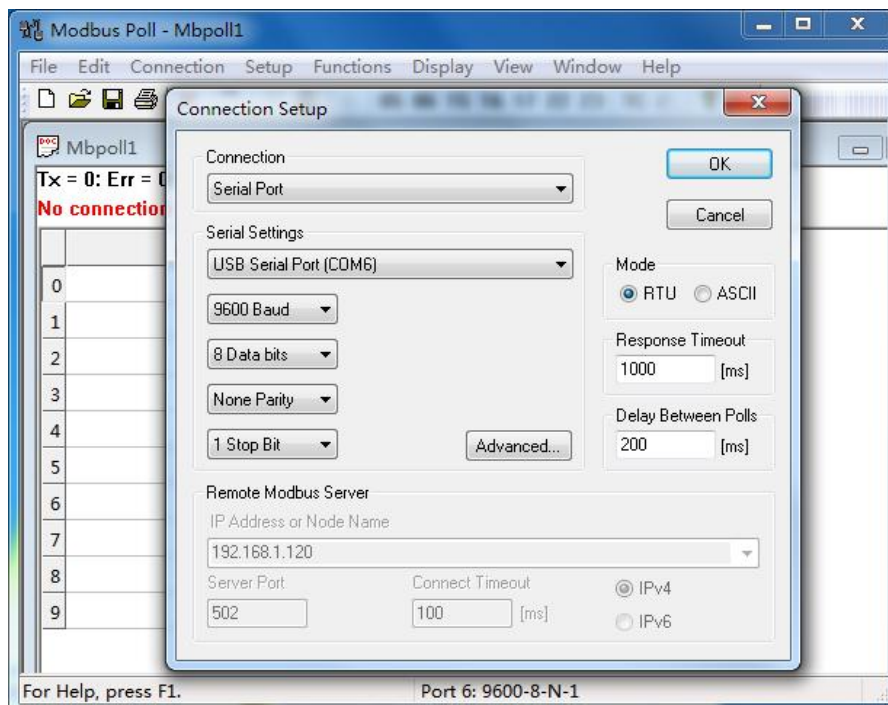 Modbus Poll - Mbpoll1
File Edit Connection Setup Functions Display View Window Help
Connection Setup
Mbpoll1
Tx = 0: Err = 0
No connection
0
1
2
3
4
5
6
7
8
9
Connection
Serial Port
OK
Cancel
Serial Settings
USB Serial Port (COM6)
9600 Baud
8 Data bits
None Parity
1 Stop Bit
Advanced...
Mode
RTU ASCII
Response Timeout
1000 [ms]
Delay Between Polls
200 [ms]
Remote Modbus Server
IP Address or Node Name
192.168.1.120
Server Port Connect Timeout
502 100 [ms]
IPv4
IPv6
For Help, press F1. Port 6: 9600-8-N-1